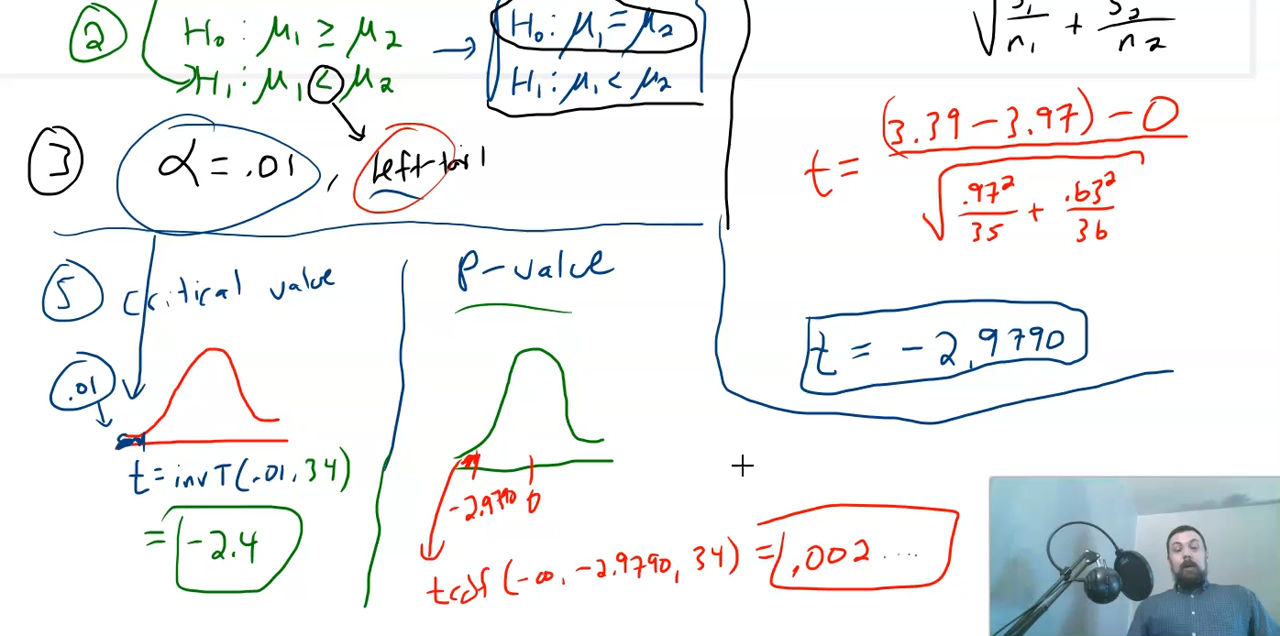 ② H₀ : μ₁ ≥ μ₂ → H₀ : μ₁ = μ₂
H₁ : μ₁ < μ₂ H₁ : μ₁ < μ₂
③ α = .01 , left-tail
⑤ critical value
.01
t = invT(.01, 34)
= -2.4
P-value
-2.9790 0
tcdf (-∞, -2.9790, 34) = .002 ....
√ n₁ + n₂
t = (3.39 - 3.97) - 0
√ .97² / 35 + .63² / 36
t = -2.9790